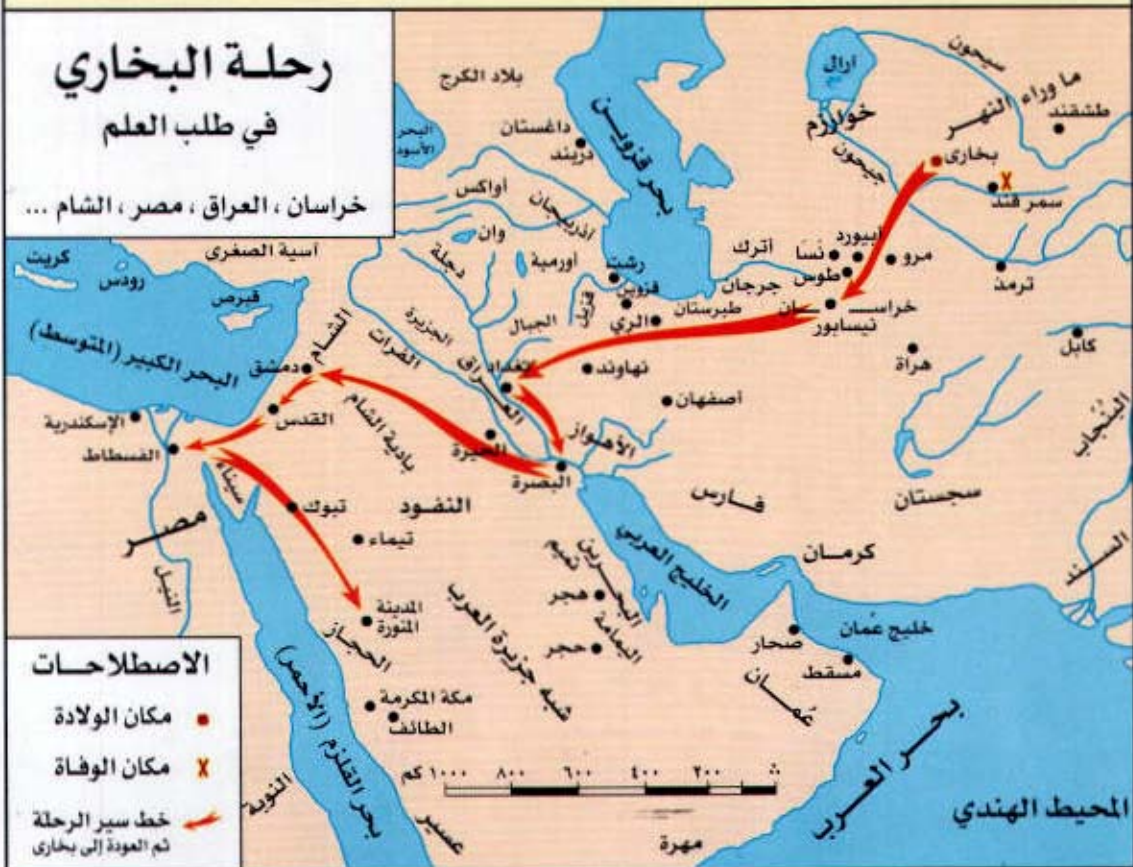 رحلة البخاري
في طلب العلم
خراسان ، العراق ، مصر ، الشام ...
بلاد الكرج
البحر
الأسود
داغستان
دربند
بحر قزوين
آرال
سيحون
ما وراء النهر
طشقند
خوارزم
جيحون
بخارى
سمرقند
أواكس
أذربيجان
وان
أورمية
دجلة
آسية الصغرى
كريت
رودس
قبرص
رشت
قزوين
قزيل
الري
طبرستان
جرجان
أترك
نسا
أبيورد
مرو
طوس
ترمذ
خراسان
نيسابور
الجبال
الجزيرة
الفرات
الشام
دمشق
البحر الكبير (المتوسط)
بغداد
العراق
نهاوند
هراة
كابل
أصفهان
الأهواز
البنجاب
القدس
الإسكندرية
الفسطاط
بادية الشام
الحيرة
البصرة
سيناء
تبوك
النفود
فارس
سجستان
مصر
تيماء
كرمان
السند
النيل
الخليج العربي
البحرين
تميم
هجر
اليمامة
حجر
المدينة
المنورة
الحجاز
شبه جزيرة العرب
صحار
خليج عمان
مسقط
عُمان
مكة المكرمة
الطائف
بحر القلزم (الأحمر)
النوبة
عسير
مهرة
بحر العرب
المحيط الهندي
٢٠٠ ٤٠٠ ٦٠٠ ٨٠٠ ١٠٠٠ كم
الاصطلاحات
مكان الولادة
مكان الوفاة
خط سير الرحلة
ثم العودة إلى بخارى